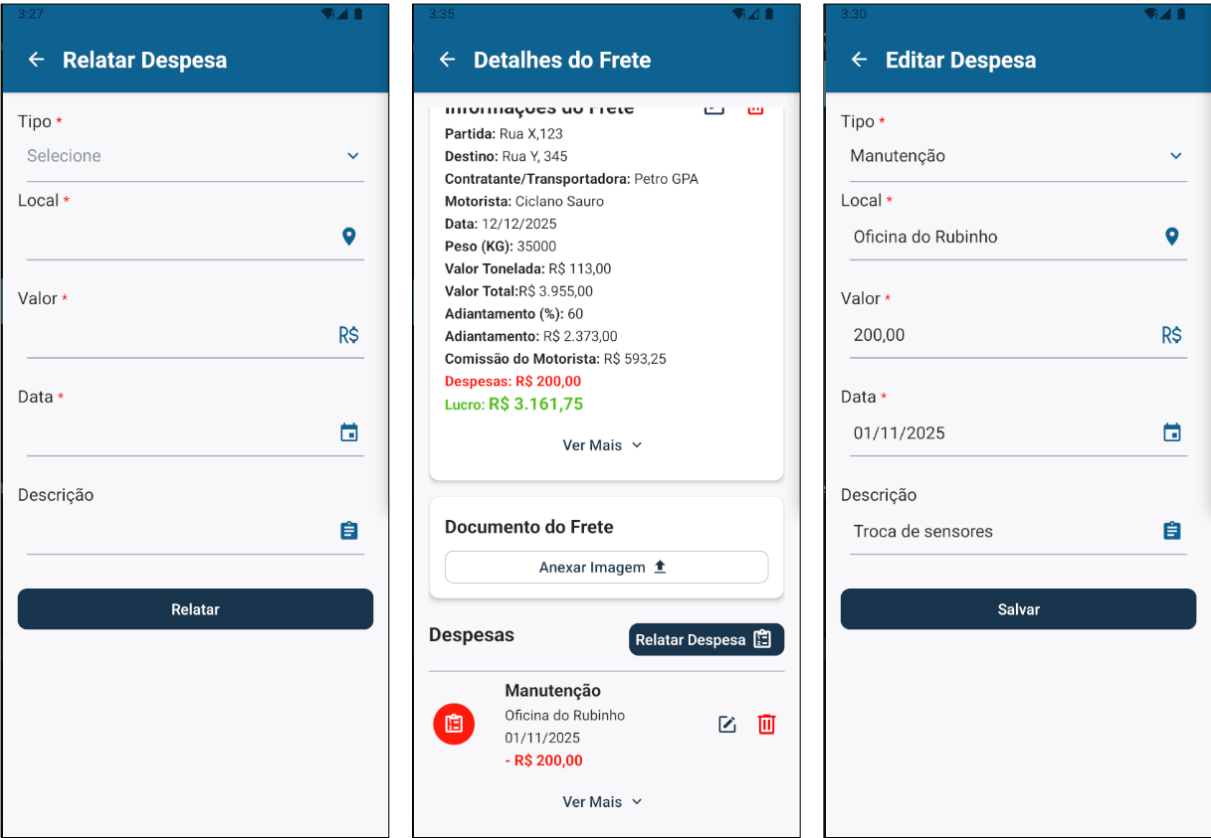 3:27
Relatar Despesa
Tipo *
Selecione
Local *
Valor *
R$
Data *
Descrição
Relatar
3:35
Detalhes do Frete
Informações do Frete
Partida: Rua X,123
Destino: Rua Y, 345
Contratante/Transportadora: Petro GPA
Motorista: Ciclano Sauro
Data: 12/12/2025
Peso (KG): 35000
Valor Tonelada: R$ 113,00
Valor Total:R$ 3.955,00
Adiantamento (%): 60
Adiantamento: R$ 2.373,00
Comissão do Motorista: R$ 593,25
Despesas: R$ 200,00
Lucro: R$ 3.161,75
Ver Mais
Documento do Frete
Anexar Imagem
Despesas
Relatar Despesa
Manutenção
Oficina do Rubinho
01/11/2025
- R$ 200,00
Ver Mais
3:30
Editar Despesa
Tipo *
Manutenção
Local *
Oficina do Rubinho
Valor *
200,00 R$
Data *
01/11/2025
Descrição
Troca de sensores
Salvar